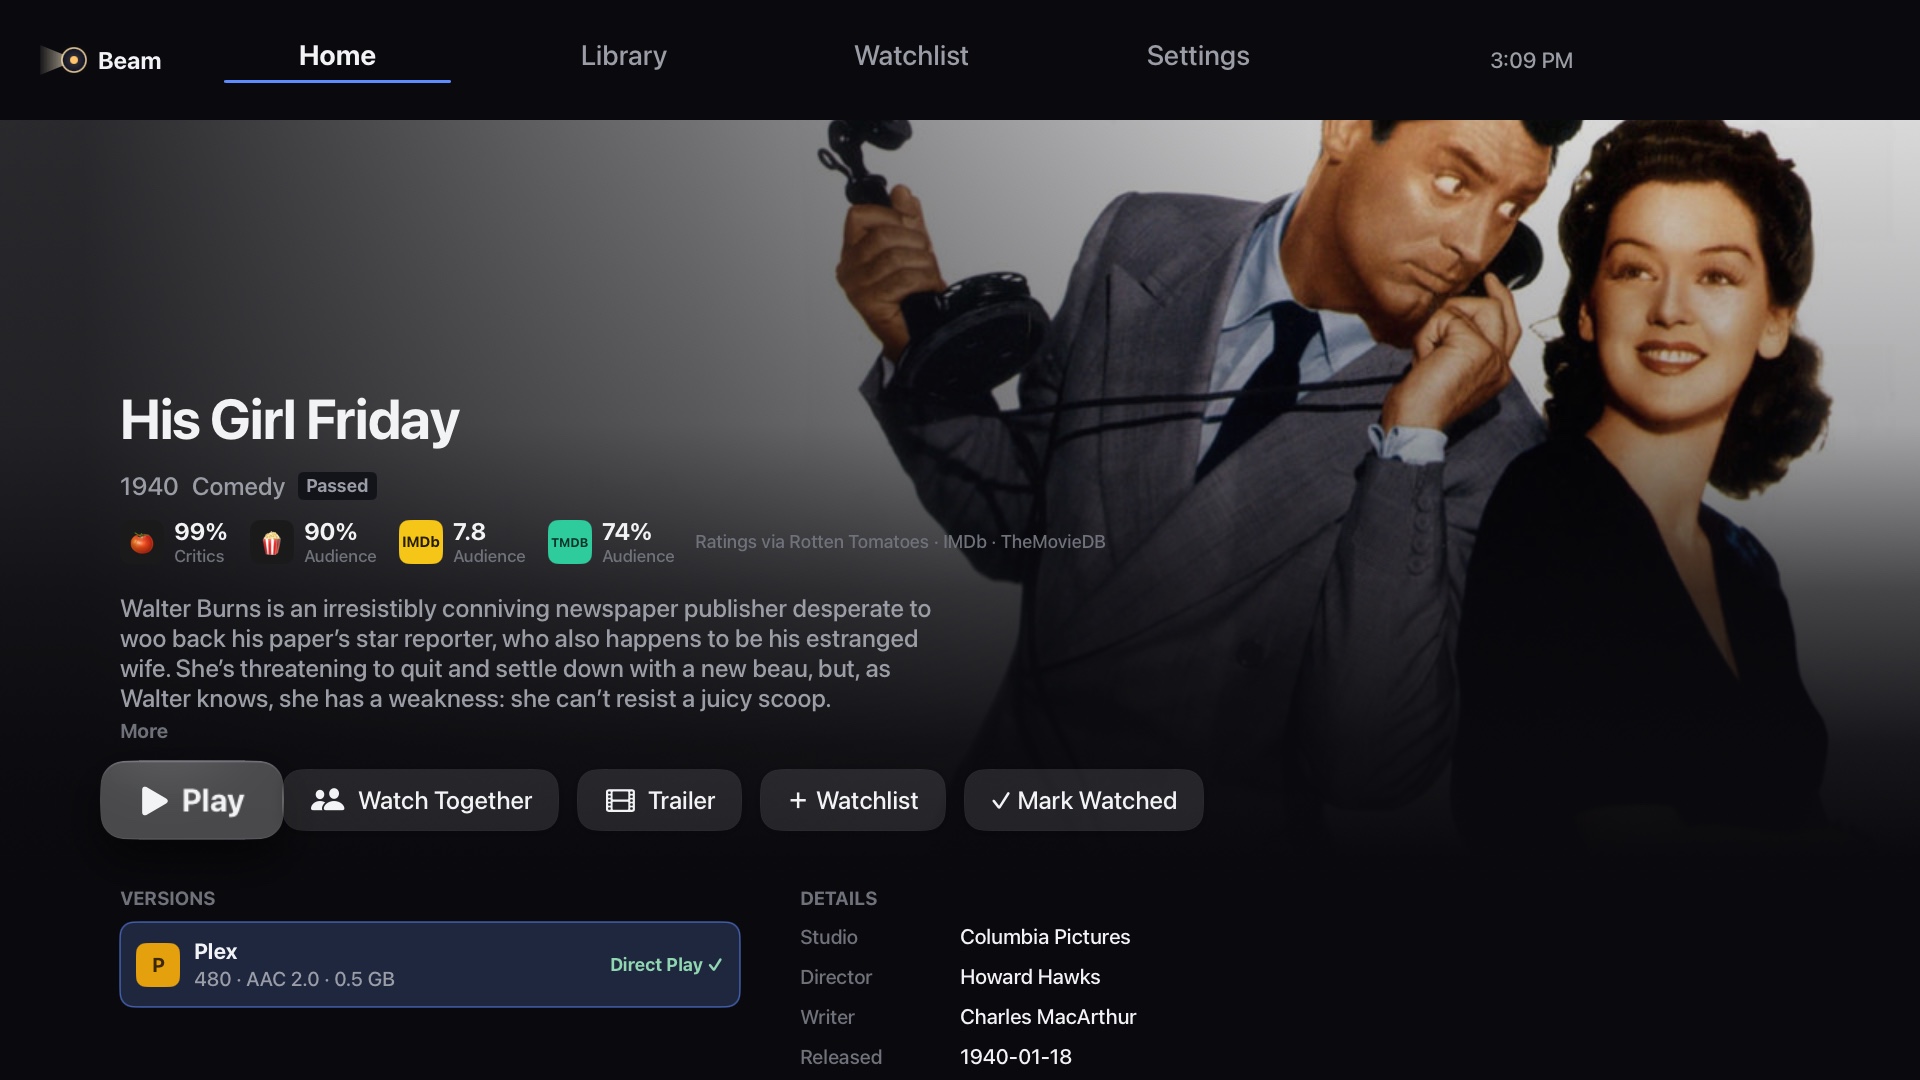 Beam
Home
Library
Watchlist
Settings
3:09 PM
His Girl Friday
1940 Comedy Passed
99%
Critics
90%
Audience
IMDb
7.8
Audience
TMDB
74%
Audience
Ratings via Rotten Tomatoes · IMDb · TheMovieDB
Walter Burns is an irresistibly conniving newspaper publisher desperate to
woo back his paper’s star reporter, who also happens to be his estranged
wife. She’s threatening to quit and settle down with a new beau, but, as
Walter knows, she has a weakness: she can’t resist a juicy scoop.
More
Play
Watch Together
Trailer
+ Watchlist
✓ Mark Watched
VERSIONS
P
Plex
480 · AAC 2.0 · 0.5 GB
Direct Play ✓
DETAILS
Studio Columbia Pictures
Director Howard Hawks
Writer Charles MacArthur
Released 1940-01-18